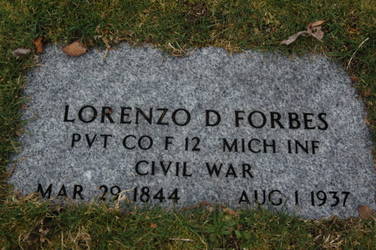 LORENZO D FORBES
PVT CO F 12 MICH INF
CIVIL WAR
MAR 29 1844 AUG 1 1937